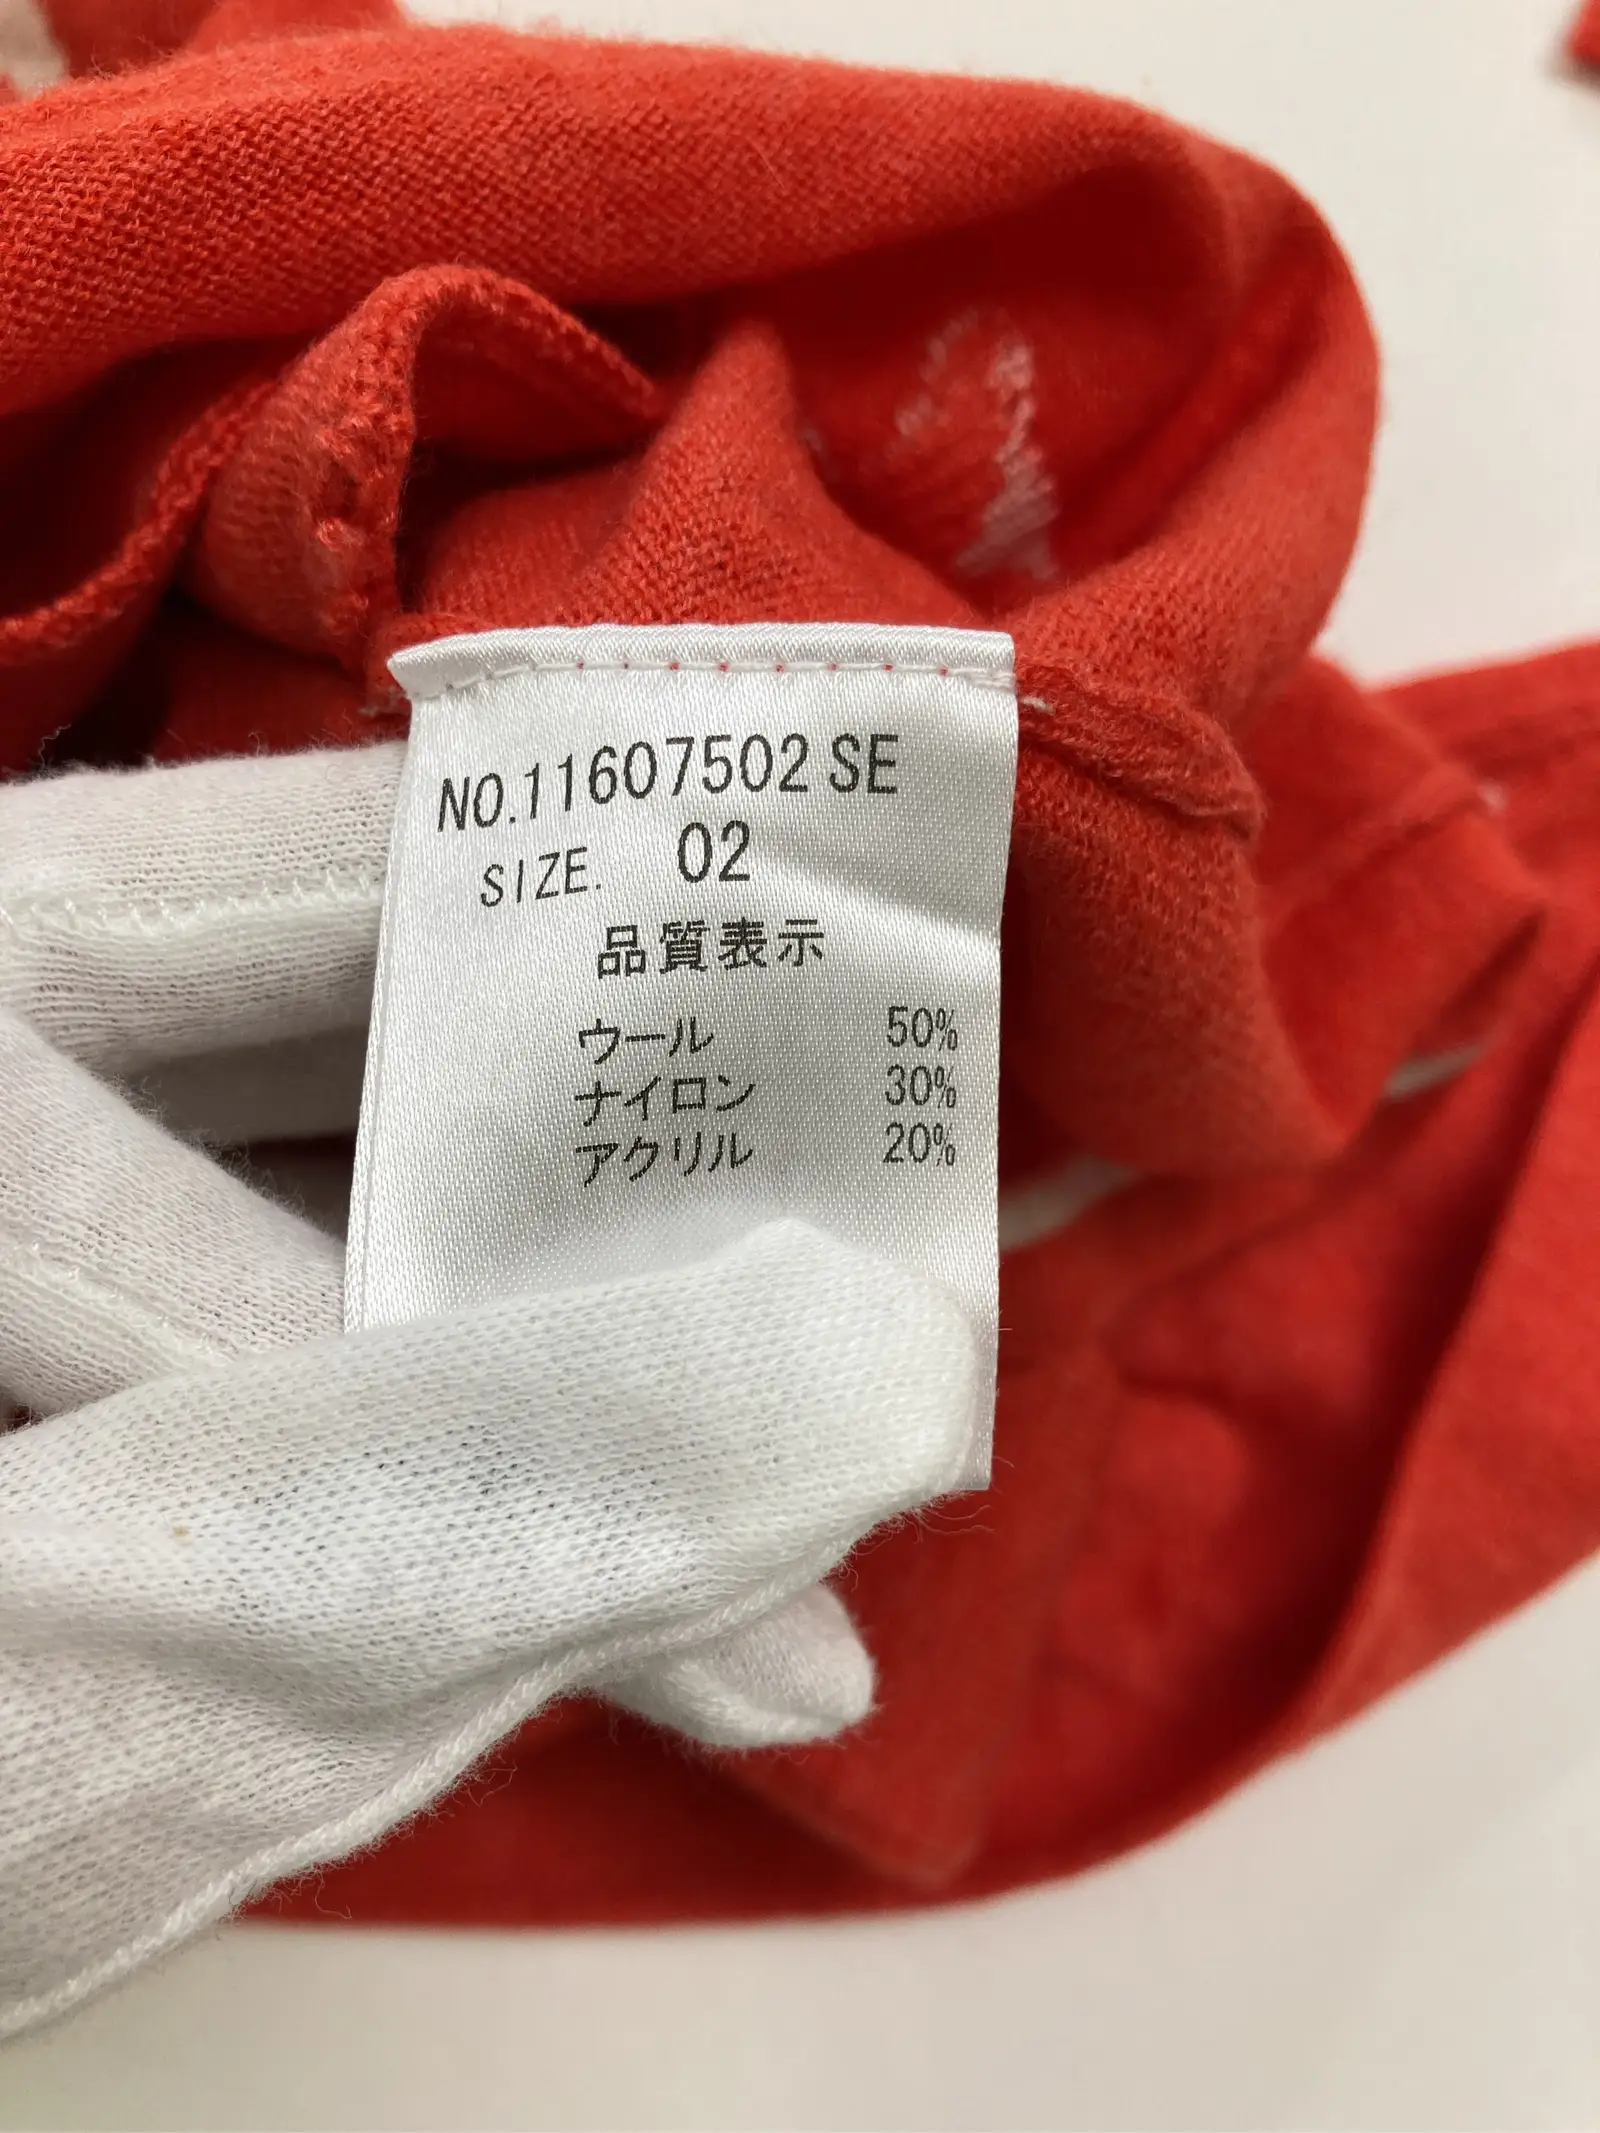 NO.11607502 SE
SIZE. 02
品質表示
ウール 50%
ナイロン 30%
アクリル 20%